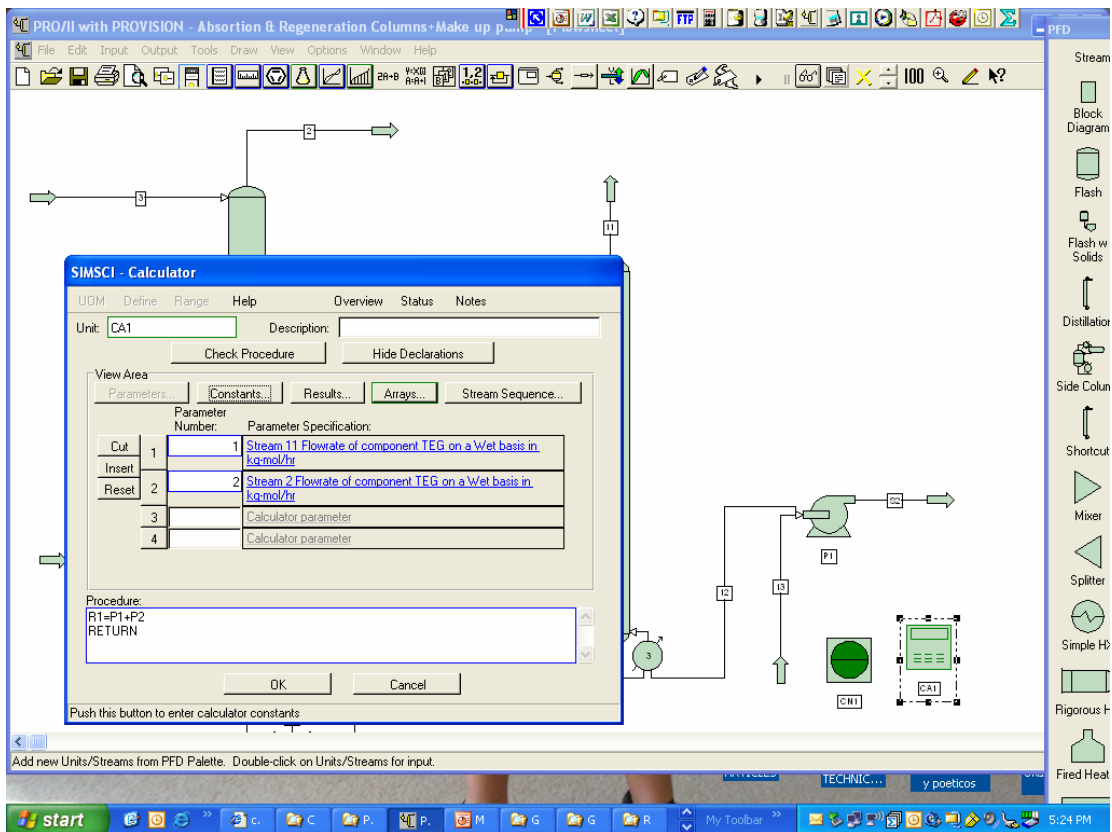 PRO/II with PROVISION - Absortion & Regeneration Columns+Make up pump - [Flowsheet]
FTP
PFD
File Edit Input Output Tools Draw View Options Window Help
2A→B
100
Stream
Block
Diagram
Flash
Flash w
Solids
Distillation
Side Colun
Shortcut
Mixer
Splitter
Simple HX
Rigorous H
Fired Heat
2
3
11
SIMSCI - Calculator
UOM Define Range Help Overview Status Notes
Unit: CA1 Description:
Check Procedure Hide Declarations
View Area
Parameters... Constants... Results... Arrays... Stream Sequence...
Parameter
Number: Parameter Specification:
Cut
Insert
Reset
1 1 Stream 11 Flowrate of component TEG on a Wet basis in
kg-mol/hr
2 2 Stream 2 Flowrate of component TEG on a Wet basis in
kg-mol/hr
3 Calculator parameter
4 Calculator parameter
Procedure:
R1=P1+P2
RETURN
OK Cancel
Push this button to enter calculator constants
S2
P1
12
13
3
CN1
CA1
Add new Units/Streams from PFD Palette. Double-click on Units/Streams for input.
TECHNIC...
y poeticos
start
c.
C
P.
P.
M
G
G
R
My Toolbar
5:24 PM